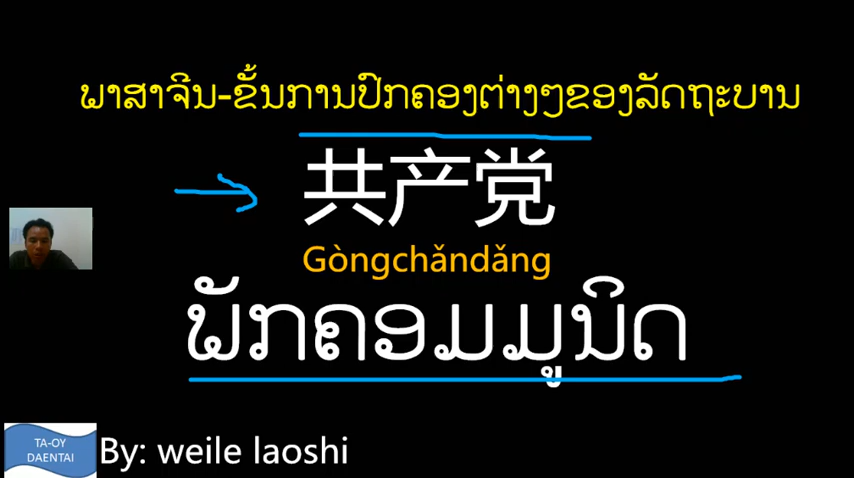 ພາສາຈີນ-ຂັ້ນການປົກຄອງຕ່າງໆຂອງລັດຖະບານ
共产党
Gòngchǎndǎng
ພັກຄອມມູນິດ
TA-OY
DAENTAI
By: weile laoshi